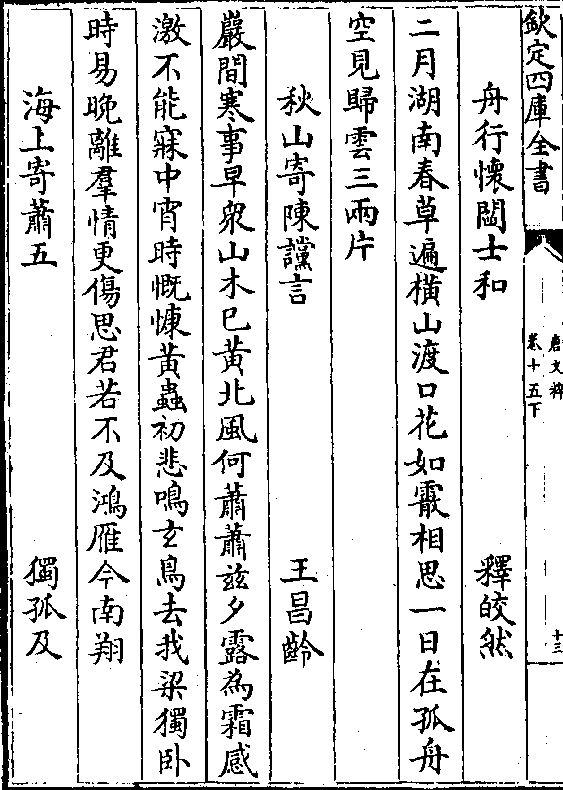 欽定四庫全書
唐文粹
卷十五下
十三
舟行懷閻士和 釋皎然
二月湖南春草遍橫山渡口花如霰相思一日在孤舟
空見歸雲三兩片
秋山寄陳讜言 王昌齡
巖間寒事早衆山木已黃北風何蕭蕭兹夕露為霜感
激不能寐中宵時慨慷黃蟲初悲鳴玄鳥去我梁獨卧
時易晩離羣情更傷思君若不及鴻雁今南翔
海上寄蕭五 獨孤及